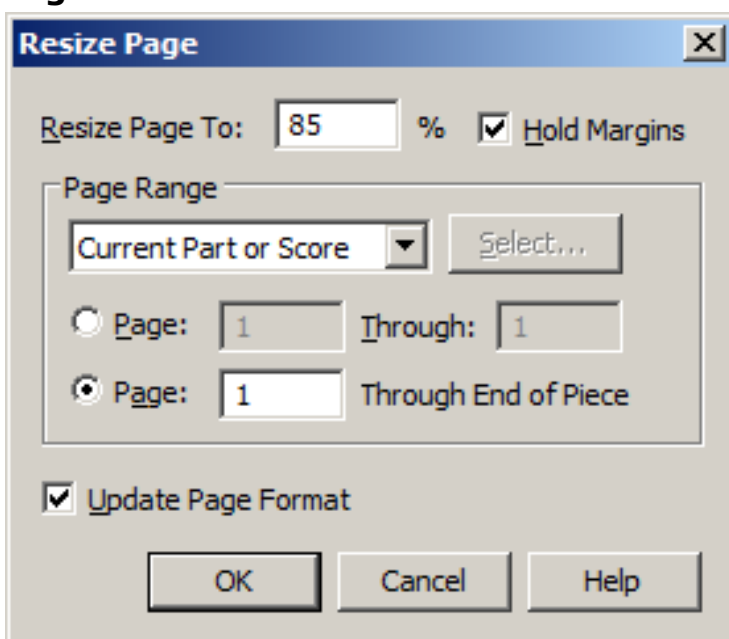 Resize Page
Resize Page To: 85 % Hold Margins
Page Range
Current Part or Score Select...
Page: 1 Through: 1
Page: 1 Through End of Piece
Update Page Format
OK Cancel Help